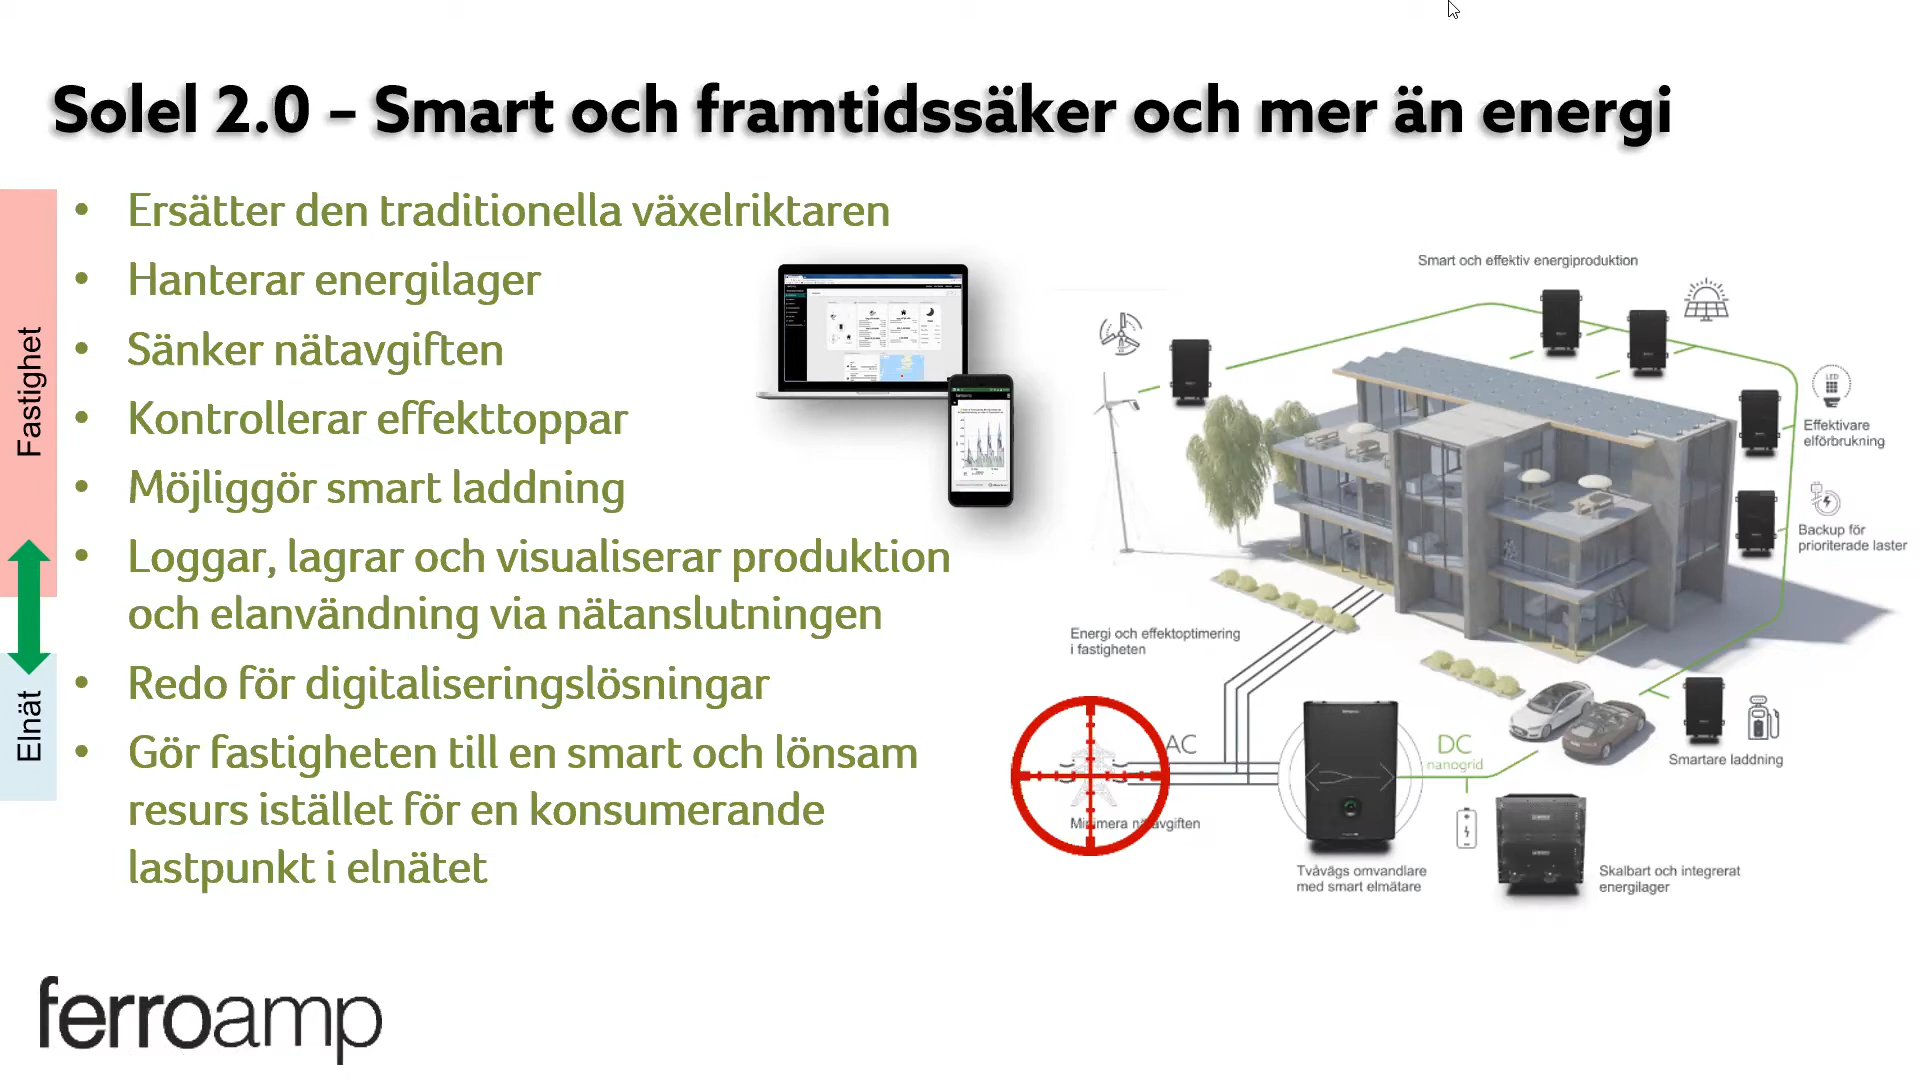 Solel 2.0 – Smart och framtidssäker och mer än energi
Fastighet
Elnät
• Ersätter den traditionella växelriktaren
• Hanterar energilager
• Sänker nätavgiften
• Kontrollerar effekttoppar
• Möjliggör smart laddning
• Loggar, lagrar och visualiserar produktion
och elanvändning via nätanslutningen
• Redo för digitaliseringslösningar
• Gör fastigheten till en smart och lönsam
resurs istället för en konsumerande
lastpunkt i elnätet
Smart och effektiv energiproduktion
LED
Effektivare
elförbrukning
Backup för
prioriterade laster
Energi och effektoptimering
i fastigheten
AC
DC
nanogrid
Smartare laddning
Minimera nätavgiften
Tvåvägs omvandlare
med smart elmätare
Skalbart och integrerat
energilager
ferroamp